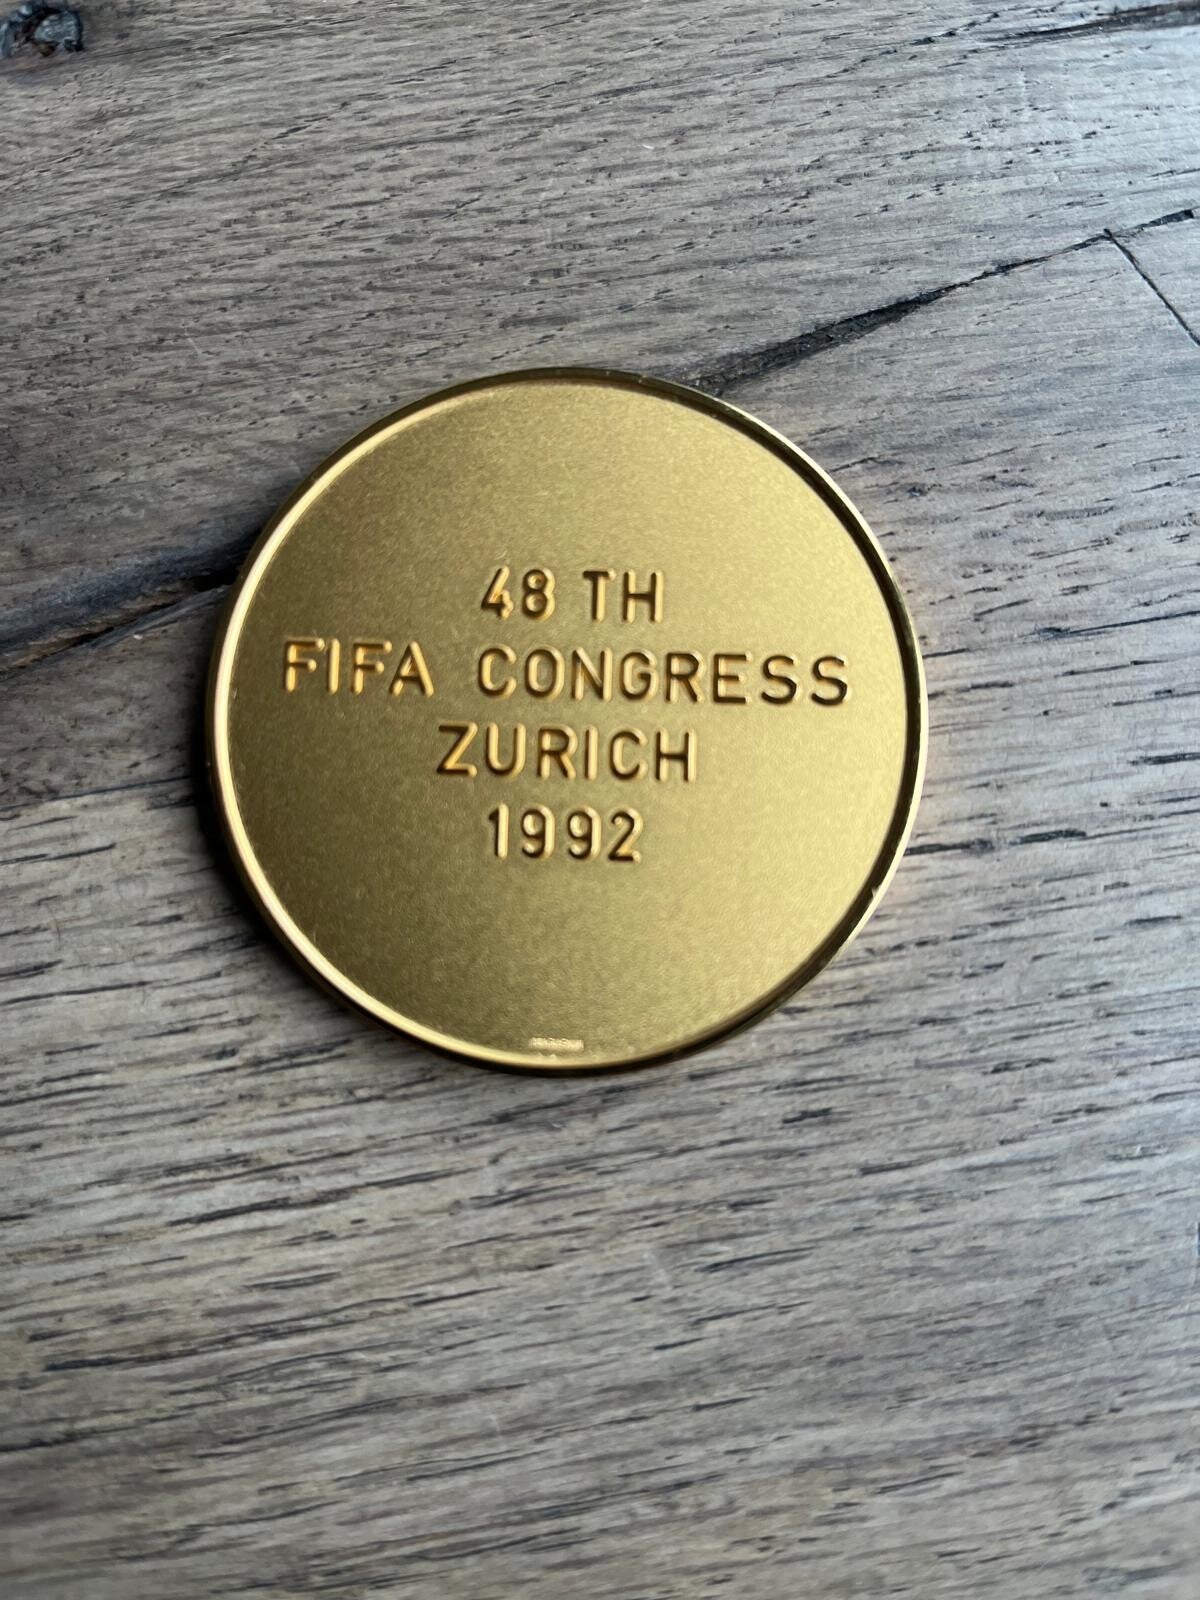 48 TH
FIFA CONGRESS
ZURICH
1992